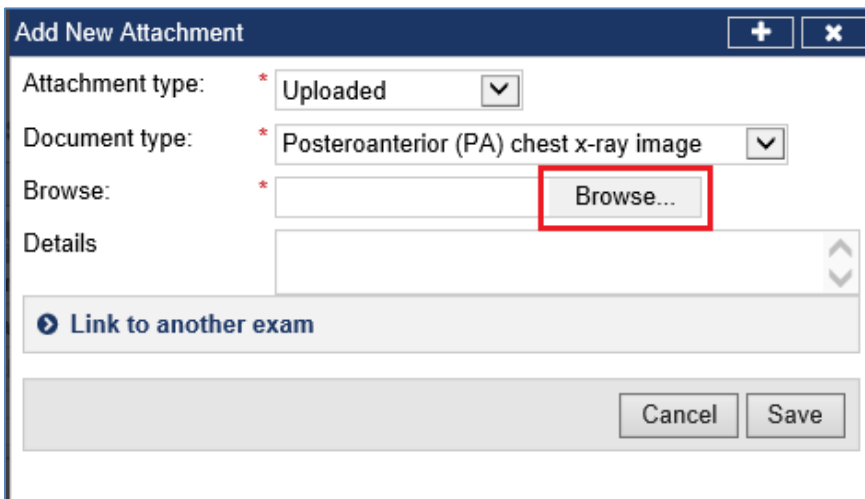 Add New Attachment
Attachment type: * Uploaded
Document type: * Posteroanterior (PA) chest x-ray image
Browse: * Browse...
Details
Link to another exam
Cancel Save